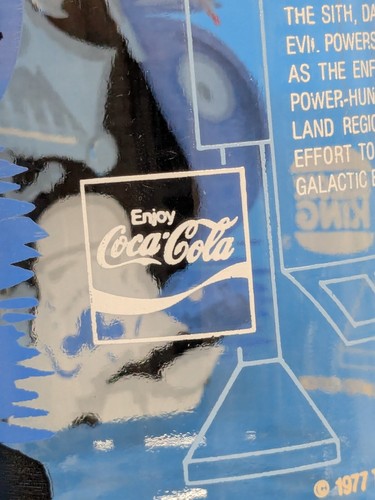 THE SITH, DA
EVIL POWERS
AS THE ENF
POWER-HUN
LAND REGIO
EFFORT TO
GALACTIC E
KING
Enjoy
Coca-Cola
© 1977 T